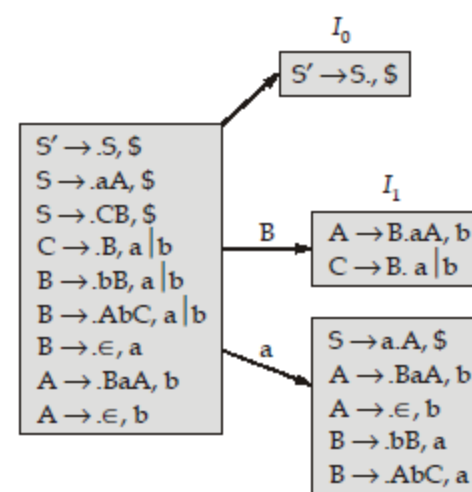 I₀
S′ →S., $
S′ → .S, $
S → .aA, $
S → .CB, $
C → .B, a|b
B → .bB, a|b
B → .AbC, a|b
B → .∈, a
A → .BaA, b
A → .∈, b
B
I₁
A → B.aA, b
C → B. a|b
a
S → a.A, $
A → .BaA, b
A → .∈, b
B → .bB, a
B → .AbC, a